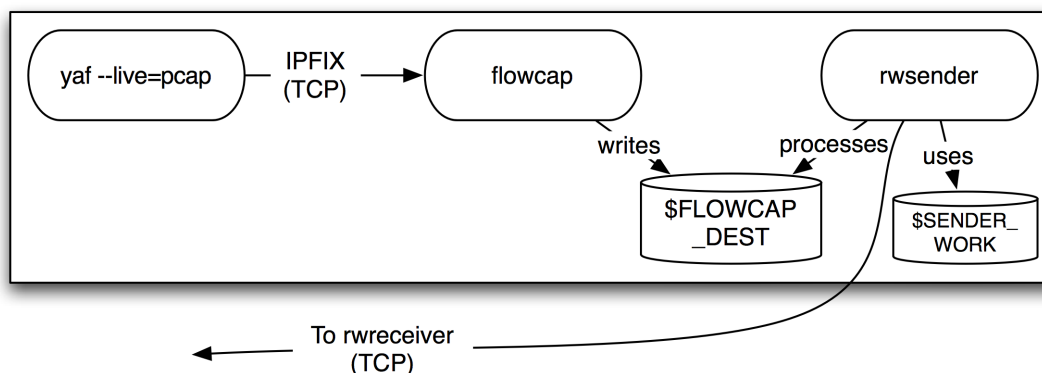 yaf --live=pcap
IPFIX
(TCP)
flowcap
rwsender
writes
processes
uses
$FLOWCAP
_DEST
$SENDER_
WORK
To rwreceiver
(TCP)